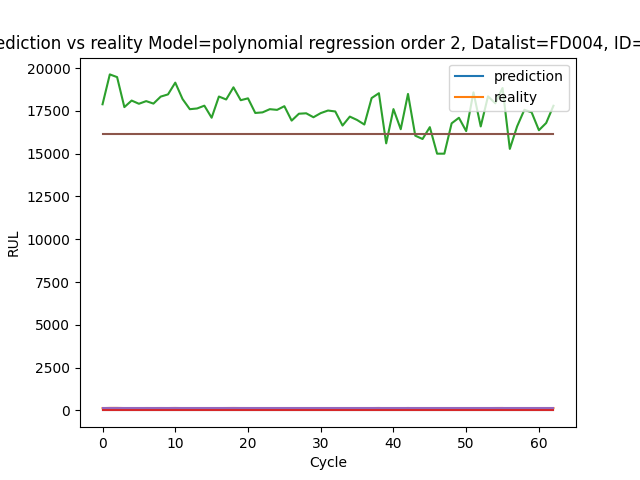 ediction vs reality Model=polynomial regression order 2, Datalist=FD004, ID=
prediction
reality
RUL
20000
17500
15000
12500
10000
7500
5000
2500
0
0 10 20 30 40 50 60
Cycle